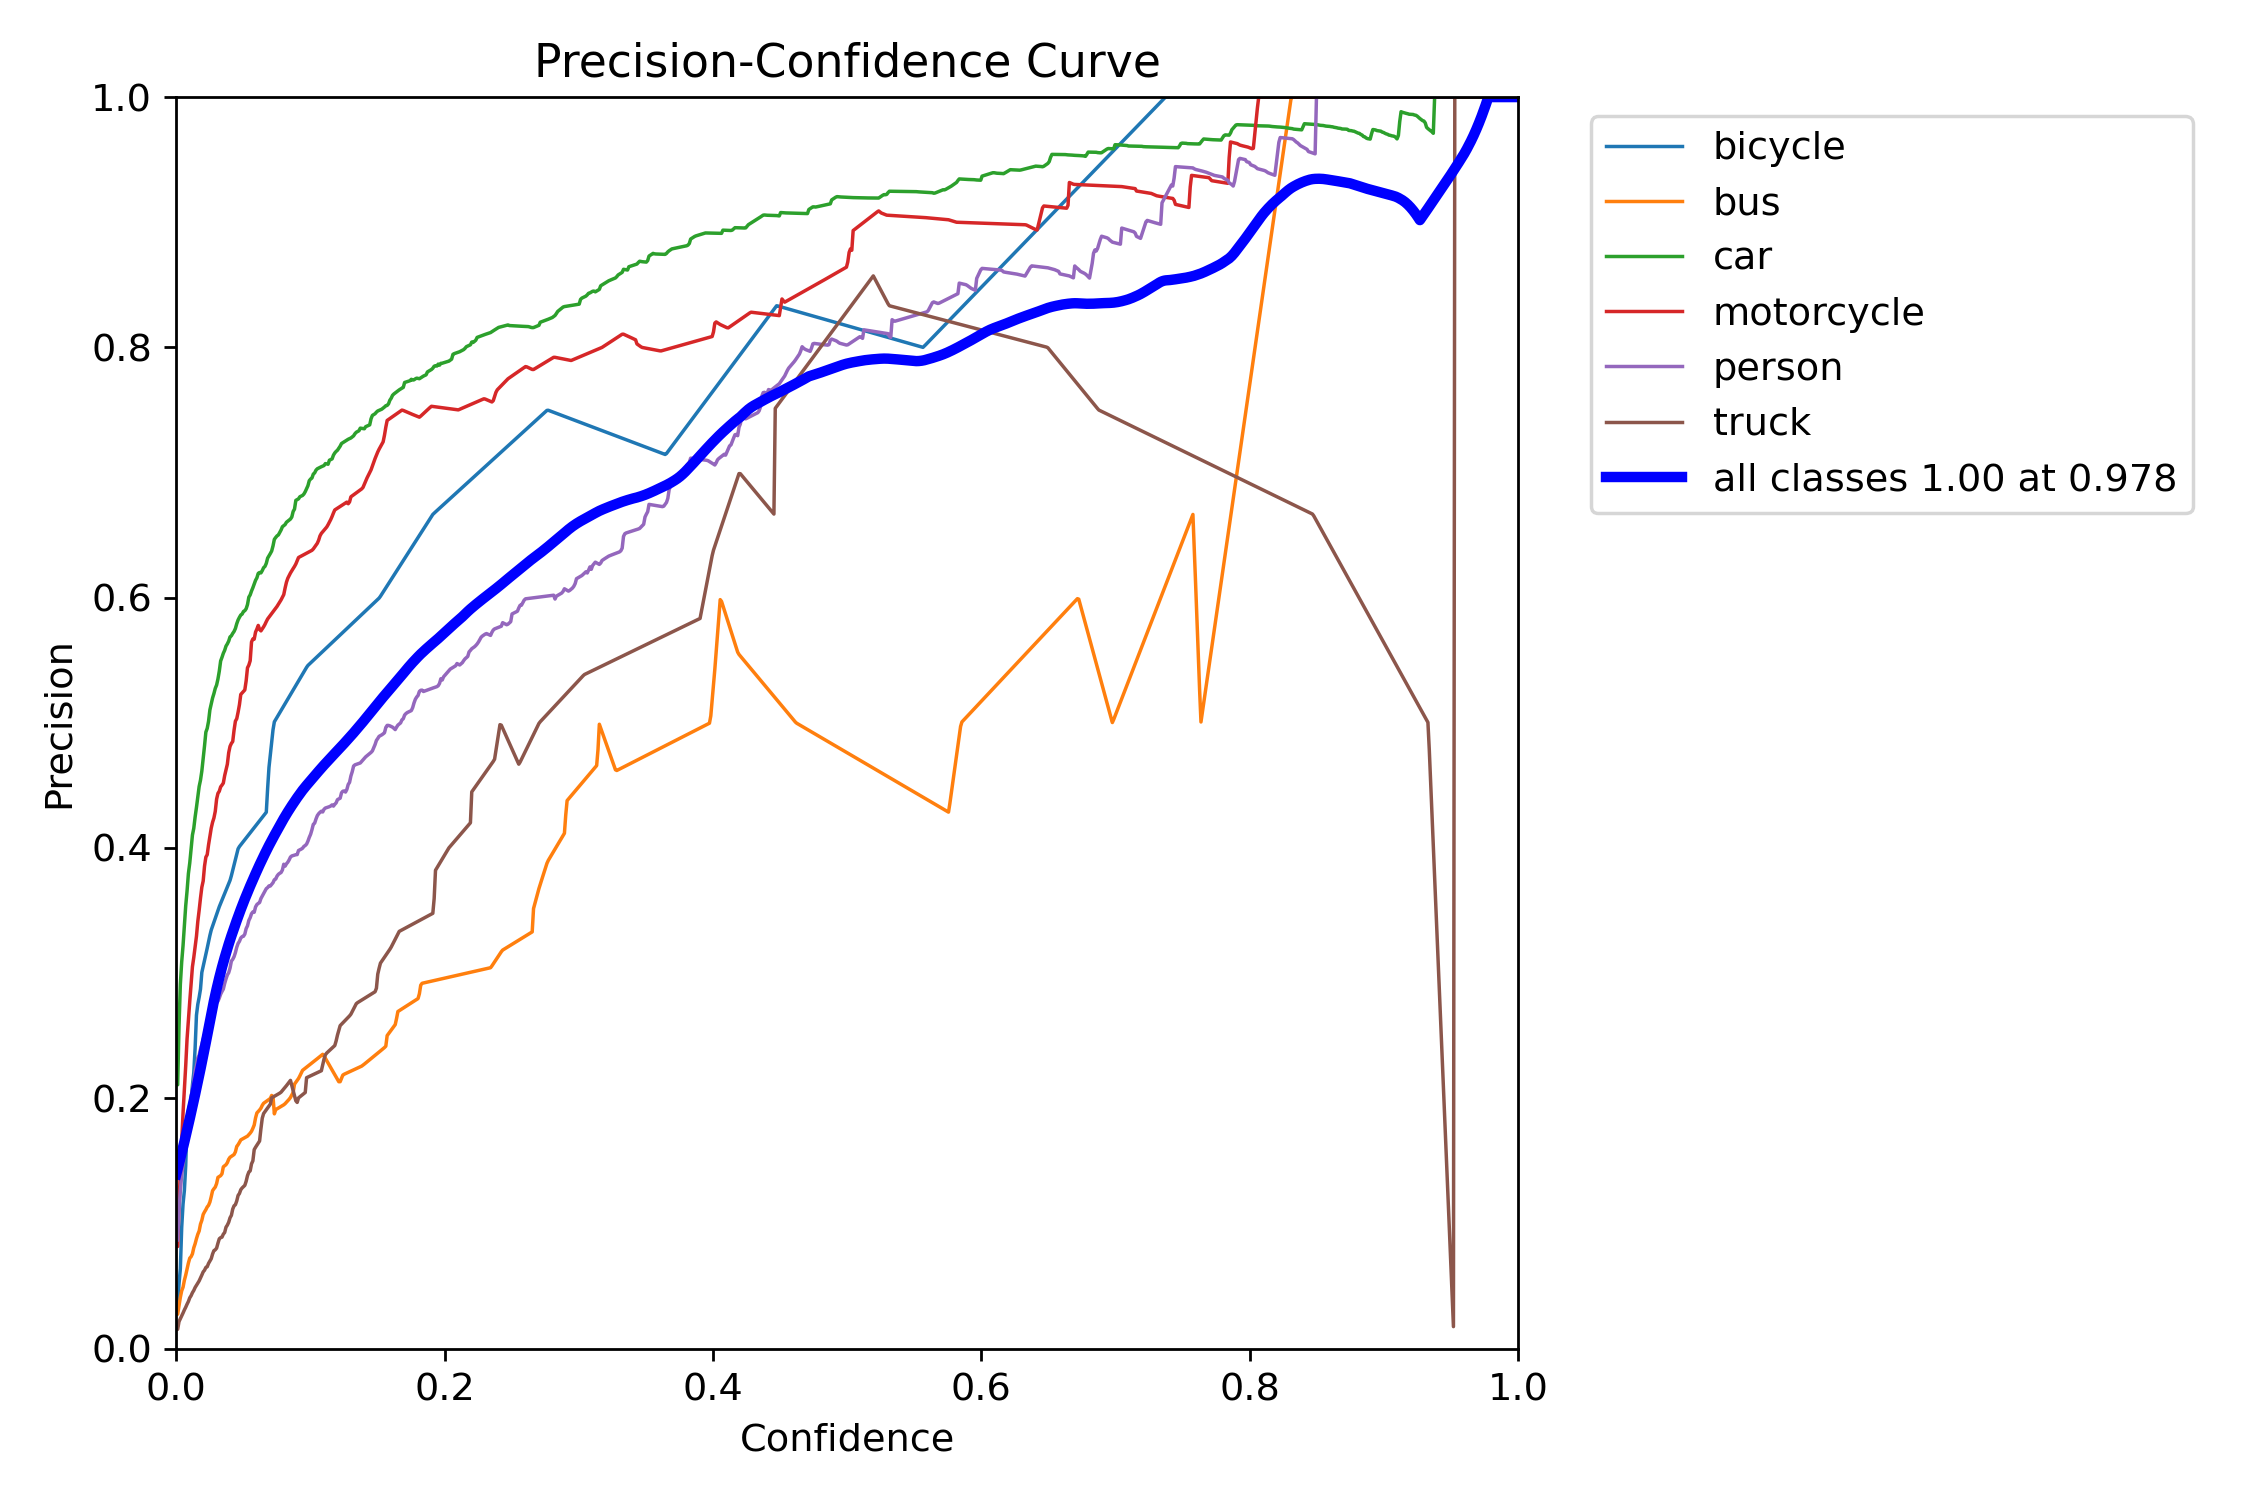 Precision-Confidence Curve
1.0
0.8
0.6
0.4
0.2
0.0
Precision
0.0 0.2 0.4 0.6 0.8 1.0
Confidence
bicycle
bus
car
motorcycle
person
truck
all classes 1.00 at 0.978